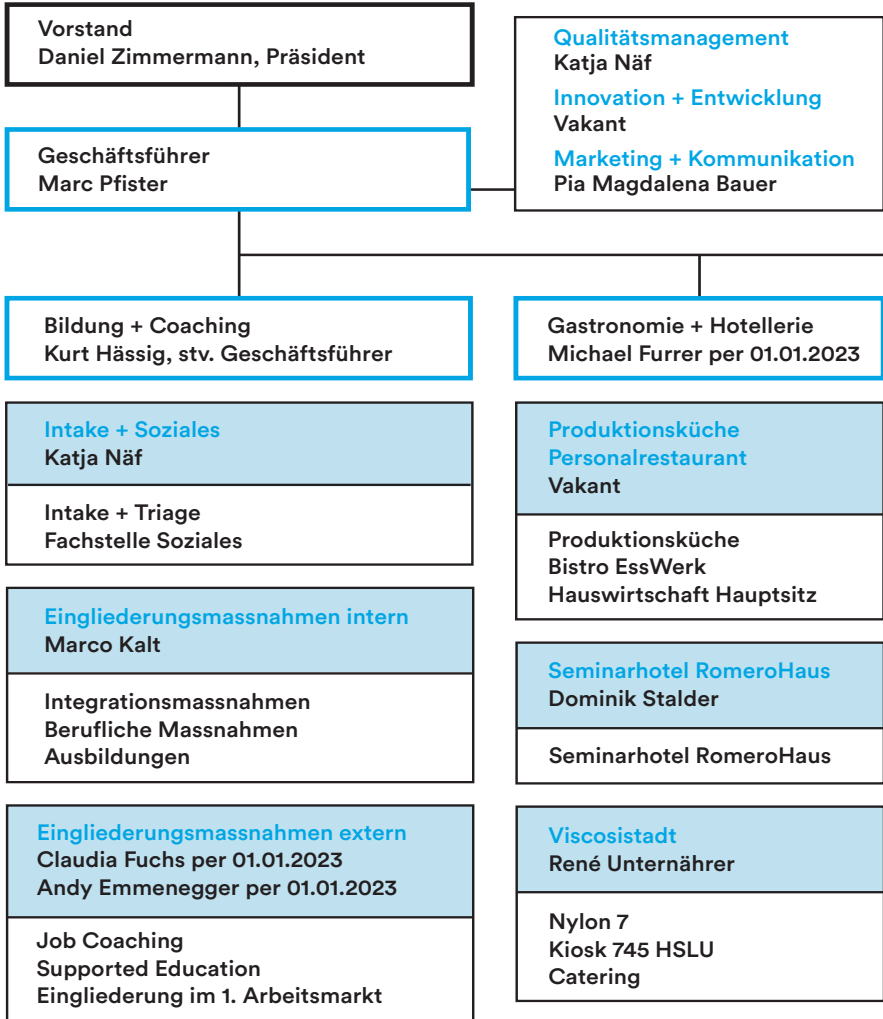 Vorstand
Daniel Zimmermann, Präsident
Qualitätsmanagement
Katja Näf
Innovation + Entwicklung
Vakant
Marketing + Kommunikation
Pia Magdalena Bauer
Geschäftsführer
Marc Pfister
Bildung + Coaching
Kurt Hässig, stv. Geschäftsführer
Intake + Soziales
Katja Näf
Intake + Triage
Fachstelle Soziales
Eingliederungsmassnahmen intern
Marco Kalt
Integrationsmassnahmen
Berufliche Massnahmen
Ausbildungen
Eingliederungsmassnahmen extern
Claudia Fuchs per 01.01.2023
Andy Emmenegger per 01.01.2023
Job Coaching
Supported Education
Eingliederung im 1. Arbeitsmarkt
Gastronomie + Hotellerie
Michael Furrer per 01.01.2023
Produktionsküche
Personalrestaurant
Vakant
Produktionsküche
Bistro EssWerk
Hauswirtschaft Hauptsitz
Seminarhotel RomeroHaus
Dominik Stalder
Seminarhotel RomeroHaus
Viscosistadt
René Unternährer
Nylon 7
Kiosk 745 HSLU
Catering